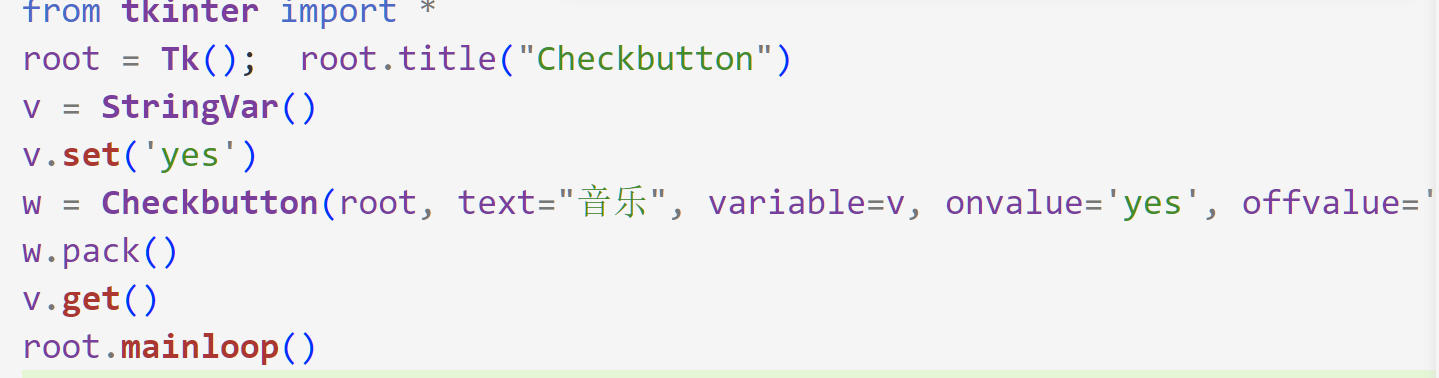 from tkinter import *
root = Tk();  root.title("Checkbutton")
v = StringVar()
v.set('yes')
w = Checkbutton(root, text="音乐", variable=v, onvalue='yes', offvalue='
w.pack()
v.get()
root.mainloop()